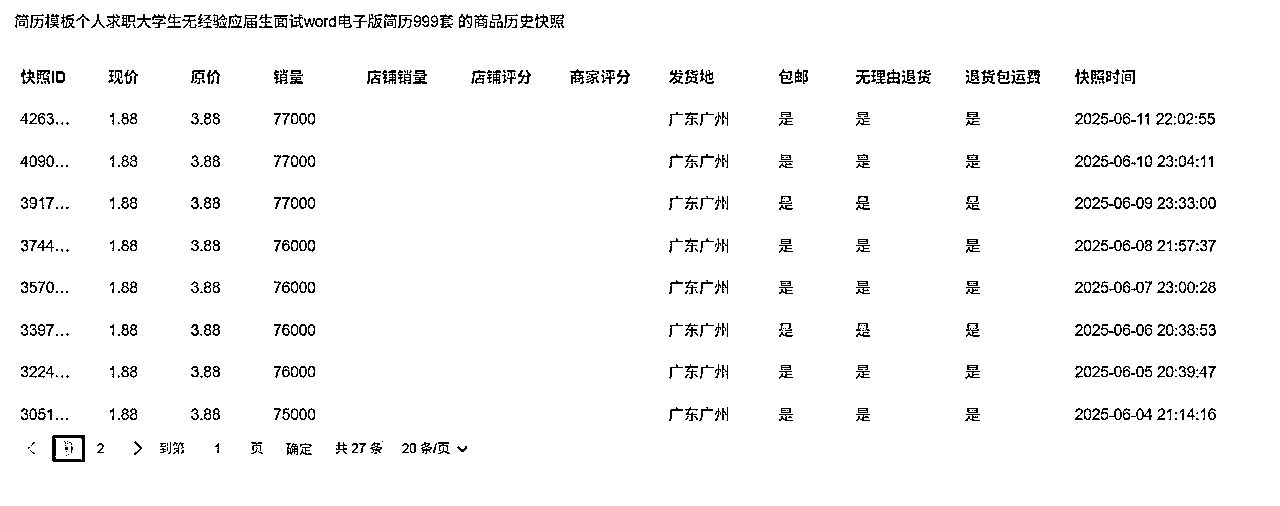 简历模板个人求职大学生无经验应届生面试word电子版简历999套 的商品历史快照
快照ID 现价 原价 销量 店铺销量 店铺评分 商家评分 发货地 包邮 无理由退货 退货包运费 快照时间
4263... 1.88 3.88 77000 广东广州 是 是 是 2025-06-11 22:02:55
4090... 1.88 3.88 77000 广东广州 是 是 是 2025-06-10 23:04:11
3917... 1.88 3.88 77000 广东广州 是 是 是 2025-06-09 23:33:00
3744... 1.88 3.88 76000 广东广州 是 是 是 2025-06-08 21:57:37
3570... 1.88 3.88 76000 广东广州 是 是 是 2025-06-07 23:00:28
3397... 1.88 3.88 76000 广东广州 是 是 是 2025-06-06 20:38:53
3224... 1.88 3.88 76000 广东广州 是 是 是 2025-06-05 20:39:47
3051... 1.88 3.88 75000 广东广州 是 是 是 2025-06-04 21:14:16
2 到第 1 页 确定 共 27 条 20 条/页